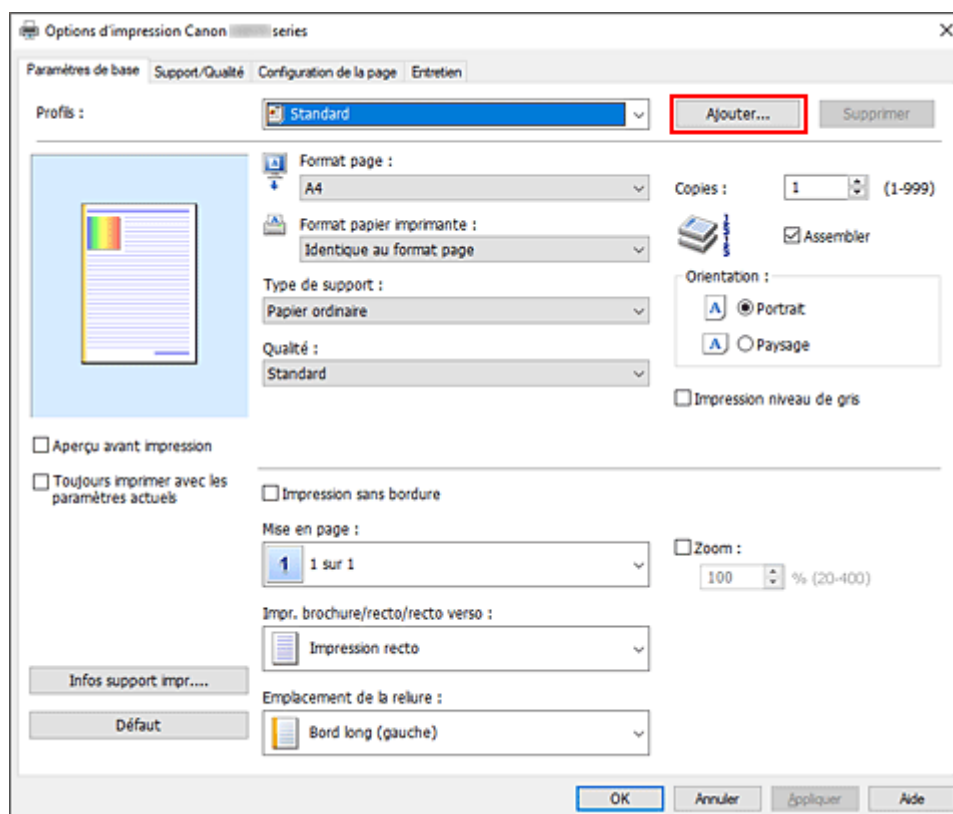 Options d'impression Canon series
Paramètres de base Support/Qualité Configuration de la page Entretien
Profils : Standard Ajouter... Supprimer
Format page :
A4
Copies : 1 (1-999)
Format papier imprimante :
Identique au format page
Assembler
Type de support :
Papier ordinaire
Orientation :
Portrait
Paysage
Qualité :
Standard
Impression niveau de gris
Aperçu avant impression
Toujours imprimer avec les
paramètres actuels
Impression sans bordure
Mise en page :
1 1 sur 1
Zoom :
100 % (20-400)
Impr. brochure/recto/recto verso :
Impression recto
Infos support impr....
Emplacement de la reliure :
Défaut
Bord long (gauche)
OK Annuler Appliquer Aide